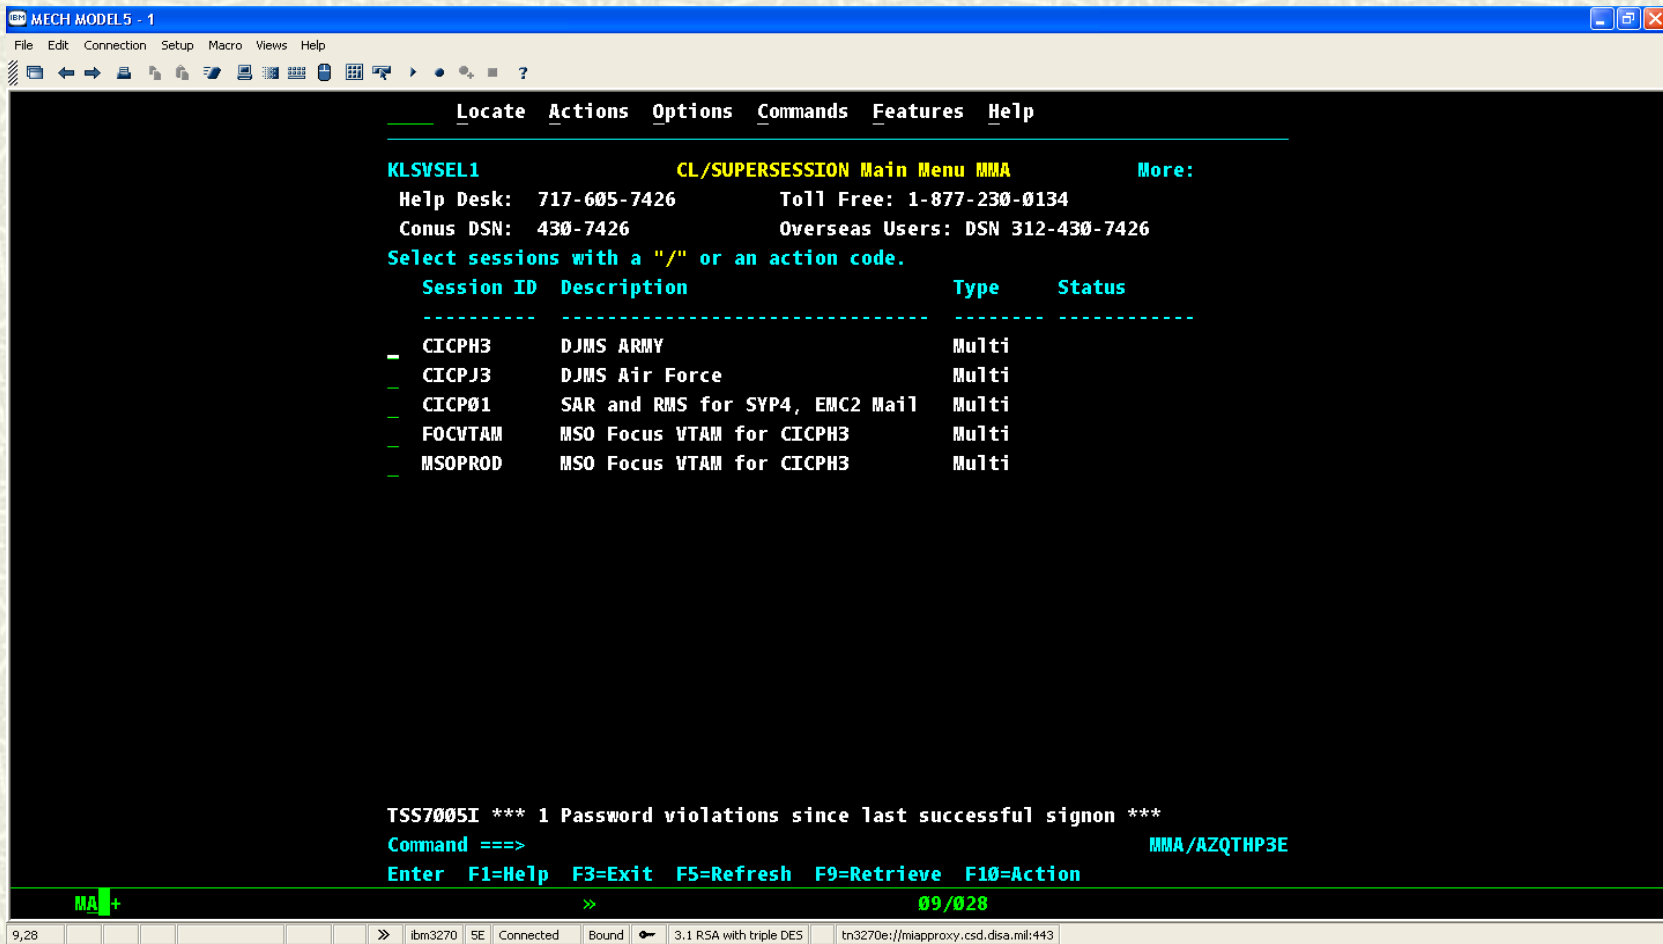 MECH MODEL5 - 1
File Edit Connection Setup Macro Views Help
____ Locate Actions Options Commands Features Help
KLSVSEL1 CL/SUPERSESSION Main Menu MMA More:
Help Desk: 717-605-7426 Toll Free: 1-877-230-0134
Conus DSN: 430-7426 Overseas Users: DSN 312-430-7426
Select sessions with a "/" or an action code.
Session ID Description Type Status
---------- -------------------------------- -------- ------------
_ CICPH3 DJMS ARMY Multi
_ CICPJ3 DJMS Air Force Multi
_ CICP01 SAR and RMS for SYP4, EMC2 Mail Multi
_ FOCVTAM MSO Focus VTAM for CICPH3 Multi
_ MSOPROD MSO Focus VTAM for CICPH3 Multi
TSS7005I *** 1 Password violations since last successful signon ***
Command ===> MMA/AZQTHP3E
Enter F1=Help F3=Exit F5=Refresh F9=Retrieve F10=Action
MA + » 09/028
9,28 » ibm3270 5E Connected Bound 3.1 RSA with triple DES tn3270e://miapproxy.csd.disa.mil:443